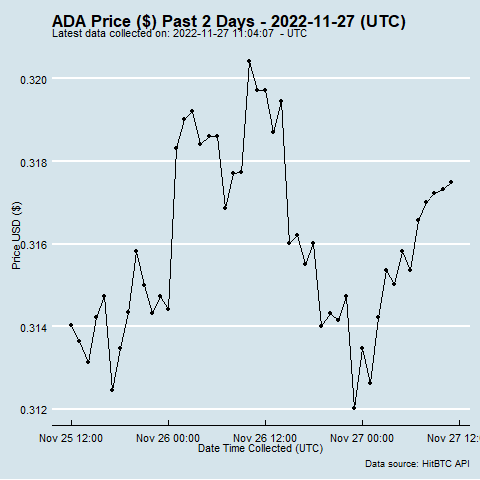 ADA Price ($) Past 2 Days - 2022-11-27 (UTC)
Latest data collected on: 2022-11-27 11:04:07  - UTC
0.320
0.318
0.316
0.314
0.312
Price USD ($)
Nov 25 12:00 Nov 26 00:00 Nov 26 12:00 Nov 27 00:00 Nov 27 12:0
Date Time Collected (UTC)
Data source: HitBTC API